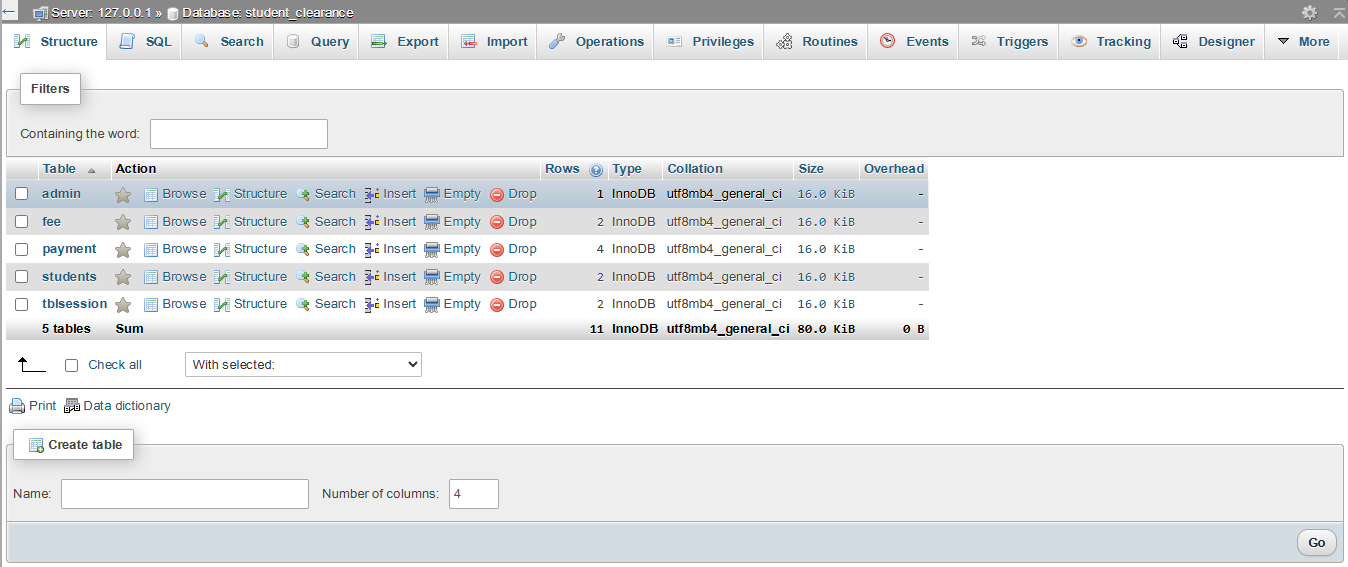 Server: 127.0.0.1 » Database: student_clearance
Structure SQL Search Query Export Import Operations Privileges Routines Events Triggers Tracking Designer More
Filters
Containing the word:
Table Action Rows Type Collation Size Overhead
admin Browse Structure Search Insert Empty Drop 1 InnoDB utf8mb4_general_ci 16.0 KiB -
fee Browse Structure Search Insert Empty Drop 2 InnoDB utf8mb4_general_ci 16.0 KiB -
payment Browse Structure Search Insert Empty Drop 4 InnoDB utf8mb4_general_ci 16.0 KiB -
students Browse Structure Search Insert Empty Drop 2 InnoDB utf8mb4_general_ci 16.0 KiB -
tblsession Browse Structure Search Insert Empty Drop 2 InnoDB utf8mb4_general_ci 16.0 KiB -
5 tables Sum 11 InnoDB utf8mb4_general_ci 80.0 KiB 0 B
Check all With selected:
Print Data dictionary
Create table
Name: Number of columns: 4
Go